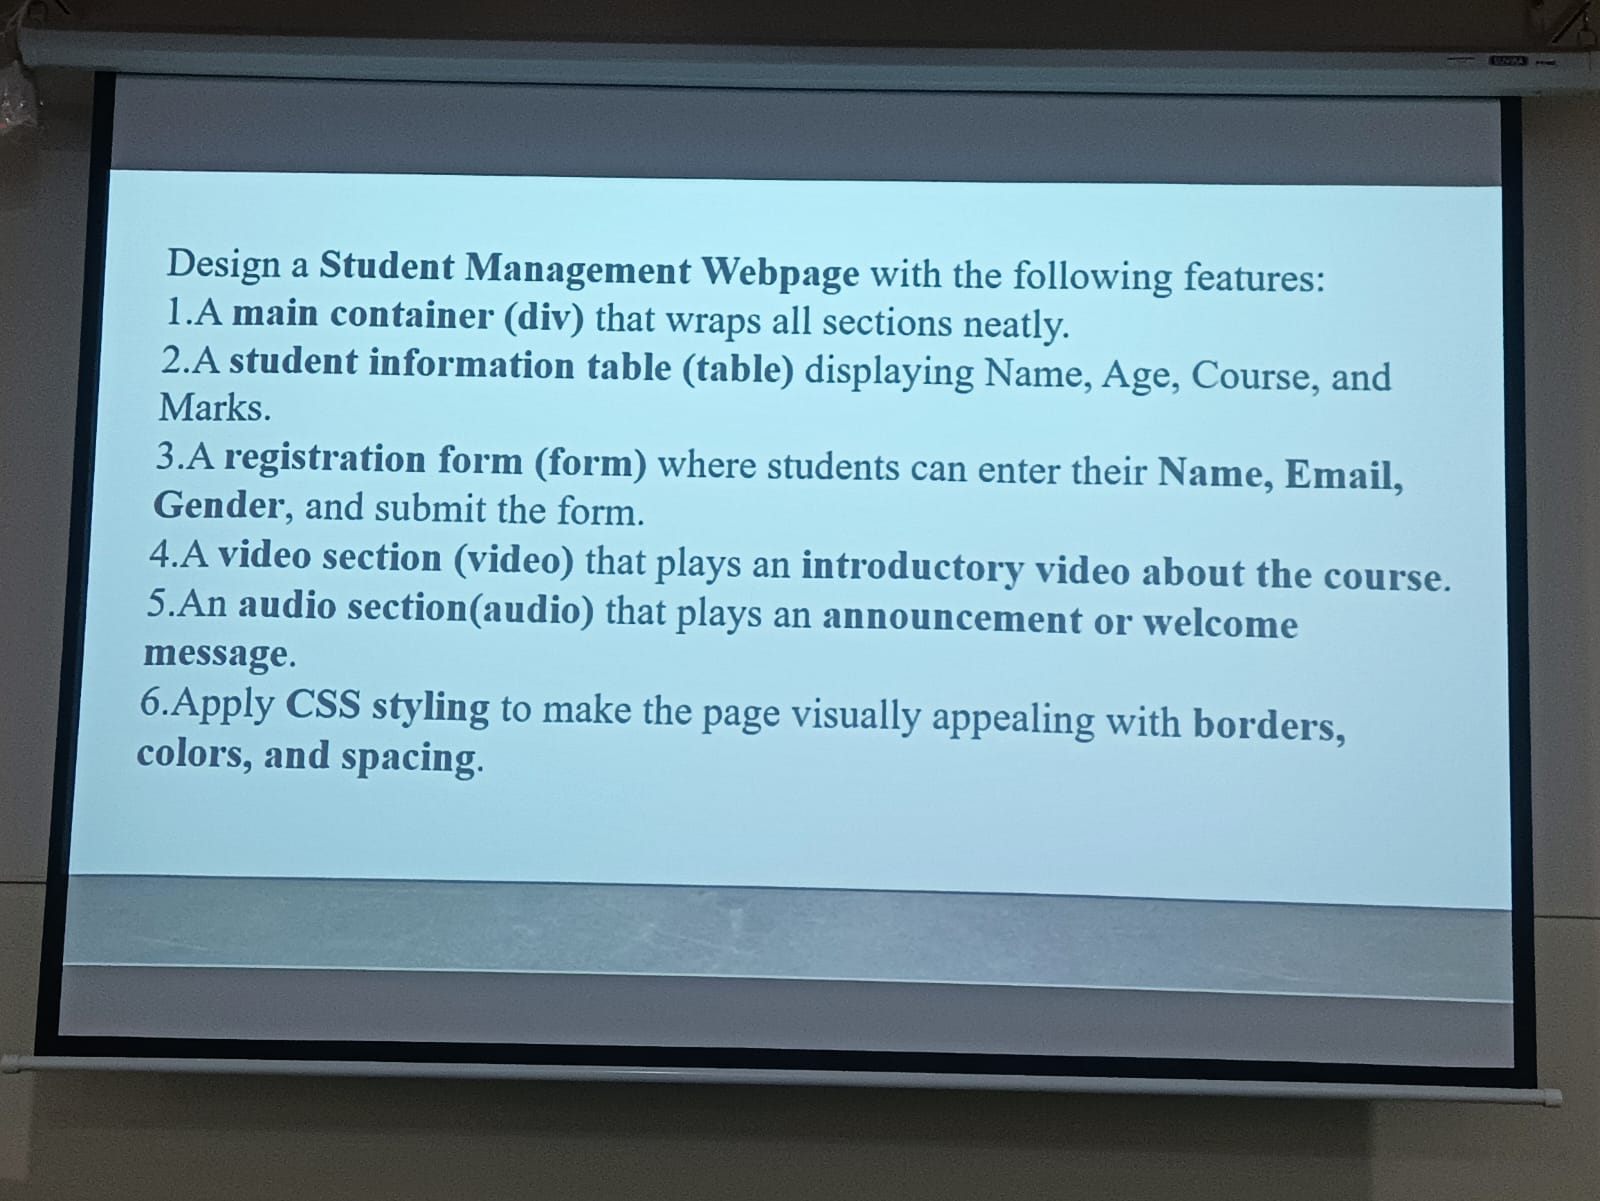 Design a Student Management Webpage with the following features:
1.A main container (div) that wraps all sections neatly.
2.A student information table (table) displaying Name, Age, Course, and
Marks.
3.A registration form (form) where students can enter their Name, Email,
Gender, and submit the form.
4.A video section (video) that plays an introductory video about the course.
5.An audio section(audio) that plays an announcement or welcome
message.
6.Apply CSS styling to make the page visually appealing with borders,
colors, and spacing.